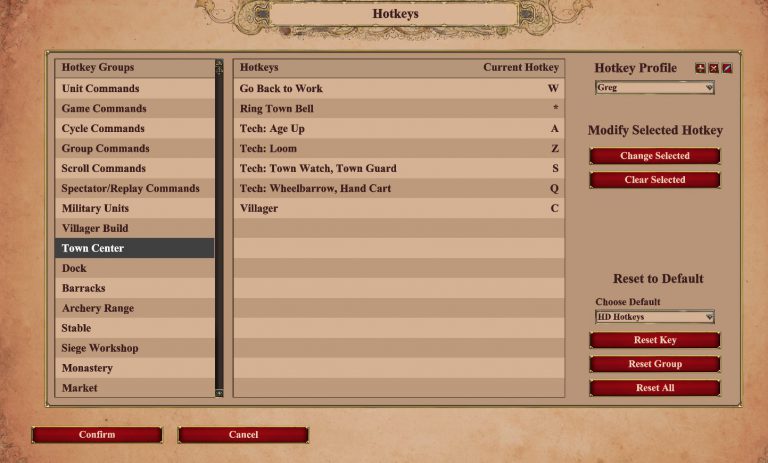 Hotkeys
Hotkey Groups
Unit Commands
Game Commands
Cycle Commands
Group Commands
Scroll Commands
Spectator/Replay Commands
Military Units
Villager Build
Town Center
Dock
Barracks
Archery Range
Stable
Siege Workshop
Monastery
Market
Hotkeys Current Hotkey
Go Back to Work W
Ring Town Bell *
Tech: Age Up A
Tech: Loom Z
Tech: Town Watch, Town Guard S
Tech: Wheelbarrow, Hand Cart Q
Villager C
Hotkey Profile
Greg
Modify Selected Hotkey
Change Selected
Clear Selected
Reset to Default
Choose Default
HD Hotkeys
Reset Key
Reset Group
Reset All
Confirm
Cancel